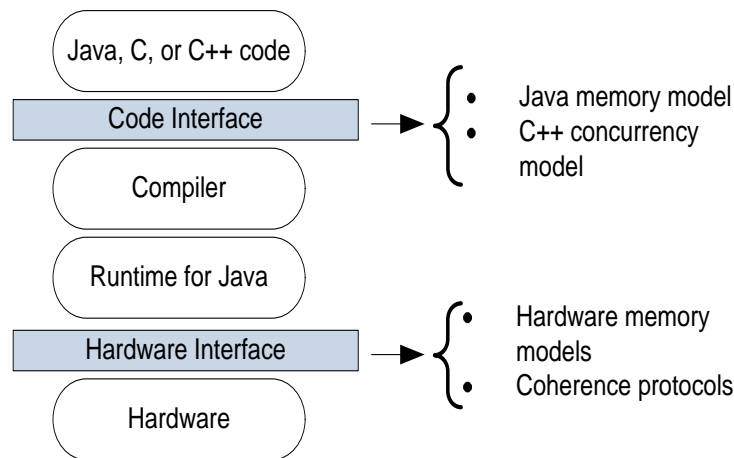 Java, C, or C++ code
Code Interface
Compiler
Runtime for Java
Hardware Interface
Hardware
• Java memory model
• C++ concurrency
model
• Hardware memory
models
• Coherence protocols